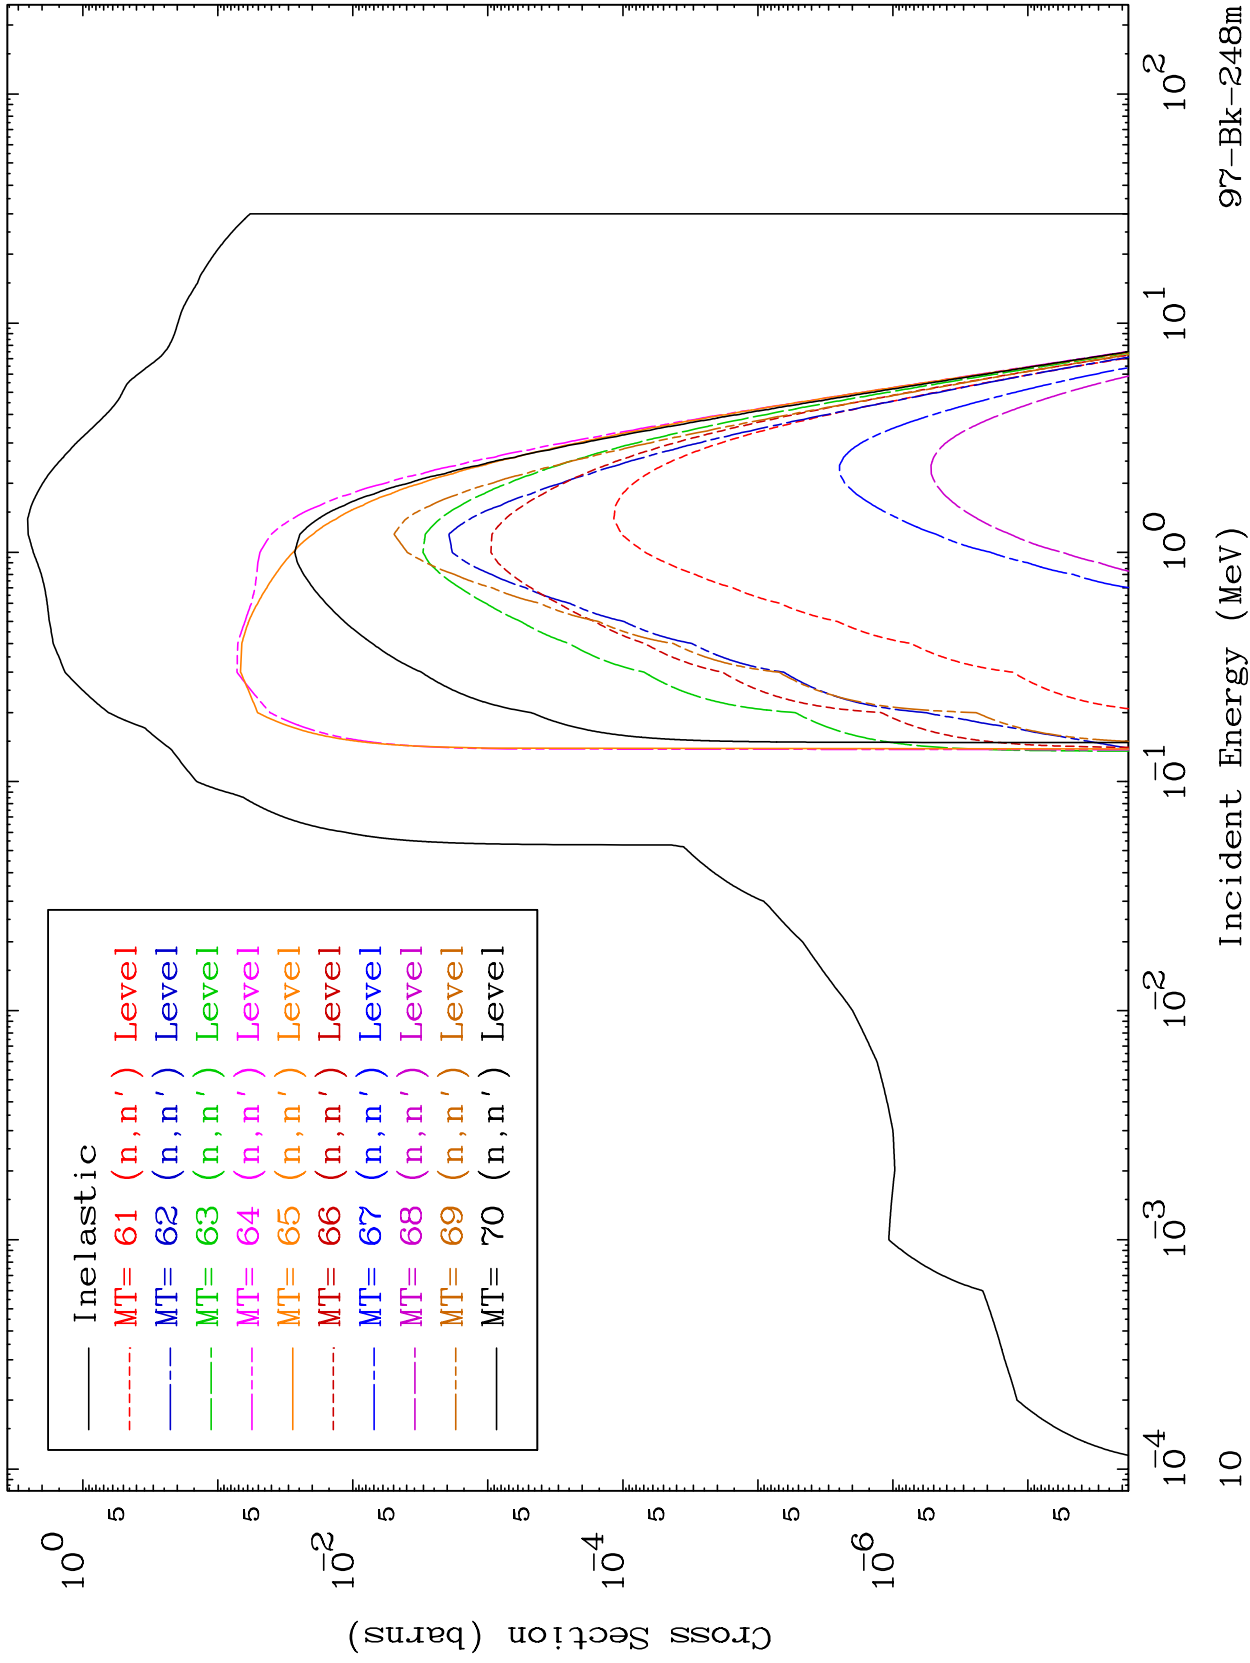 Inelastic
MT= 61 (n,n') Level
MT= 62 (n,n') Level
MT= 63 (n,n') Level
MT= 64 (n,n') Level
MT= 65 (n,n') Level
MT= 66 (n,n') Level
MT= 67 (n,n') Level
MT= 68 (n,n') Level
MT= 69 (n,n') Level
MT= 70 (n,n') Level
Cross Section (barns)
10^0
5
5
10^-2
5
5
10^-4
5
5
10^-6
5
10^-4
10^-3
10^-2
10^-1
10^0
10^1
10^2
Incident Energy (MeV)
10
97-Bk-248m